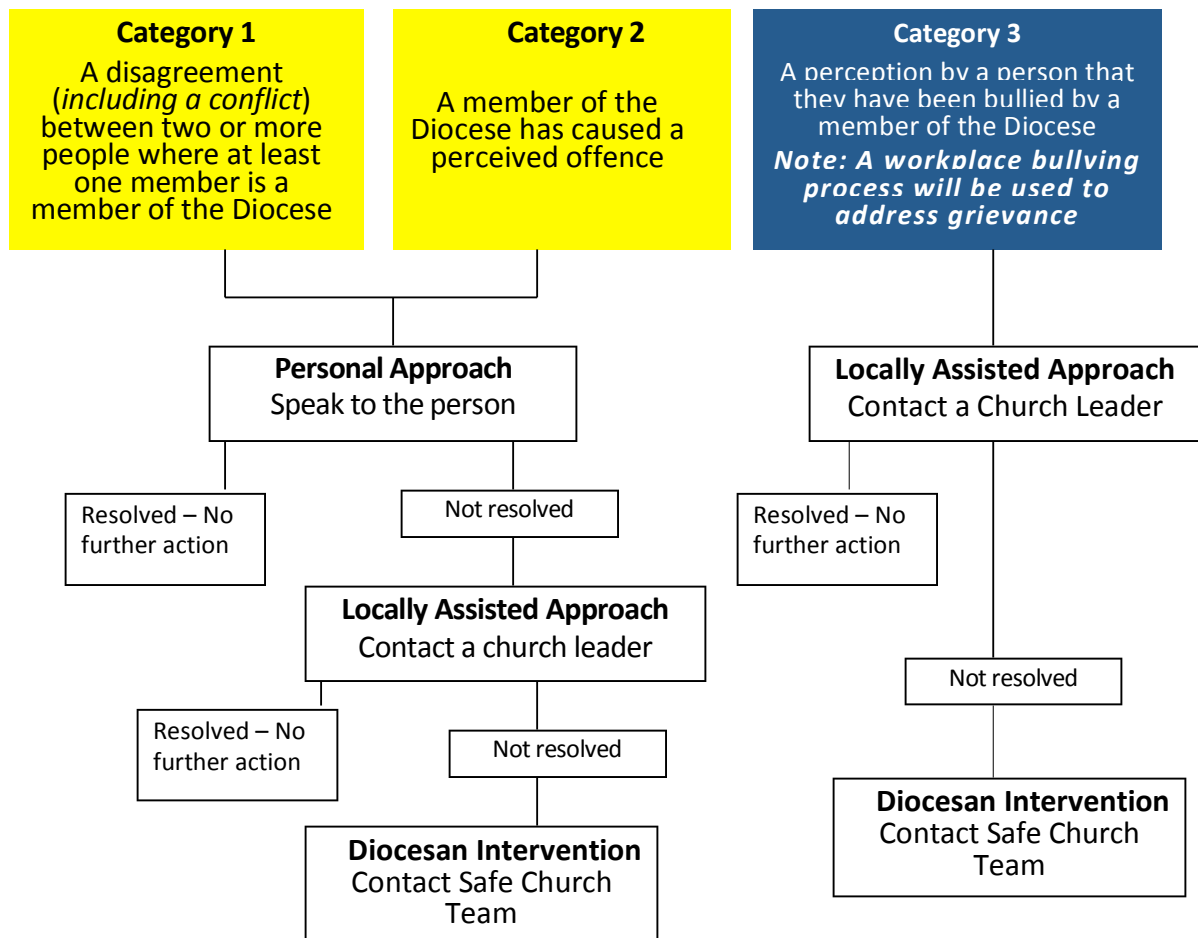 Category 1
A disagreement
(including a conflict)
between two or more
people where at least
one member is a
member of the Diocese
Category 2
A member of the
Diocese has caused a
perceived offence
Category 3
A perception by a person that
they have been bullied by a
member of the Diocese
Note: A workplace bullying
process will be used to
address grievance
Personal Approach
Speak to the person
Locally Assisted Approach
Contact a Church Leader
Resolved – No
further action
Not resolved
Resolved – No
further action
Locally Assisted Approach
Contact a church leader
Not resolved
Resolved – No
further action
Not resolved
Diocesan Intervention
Contact Safe Church
Team
Diocesan Intervention
Contact Safe Church
Team